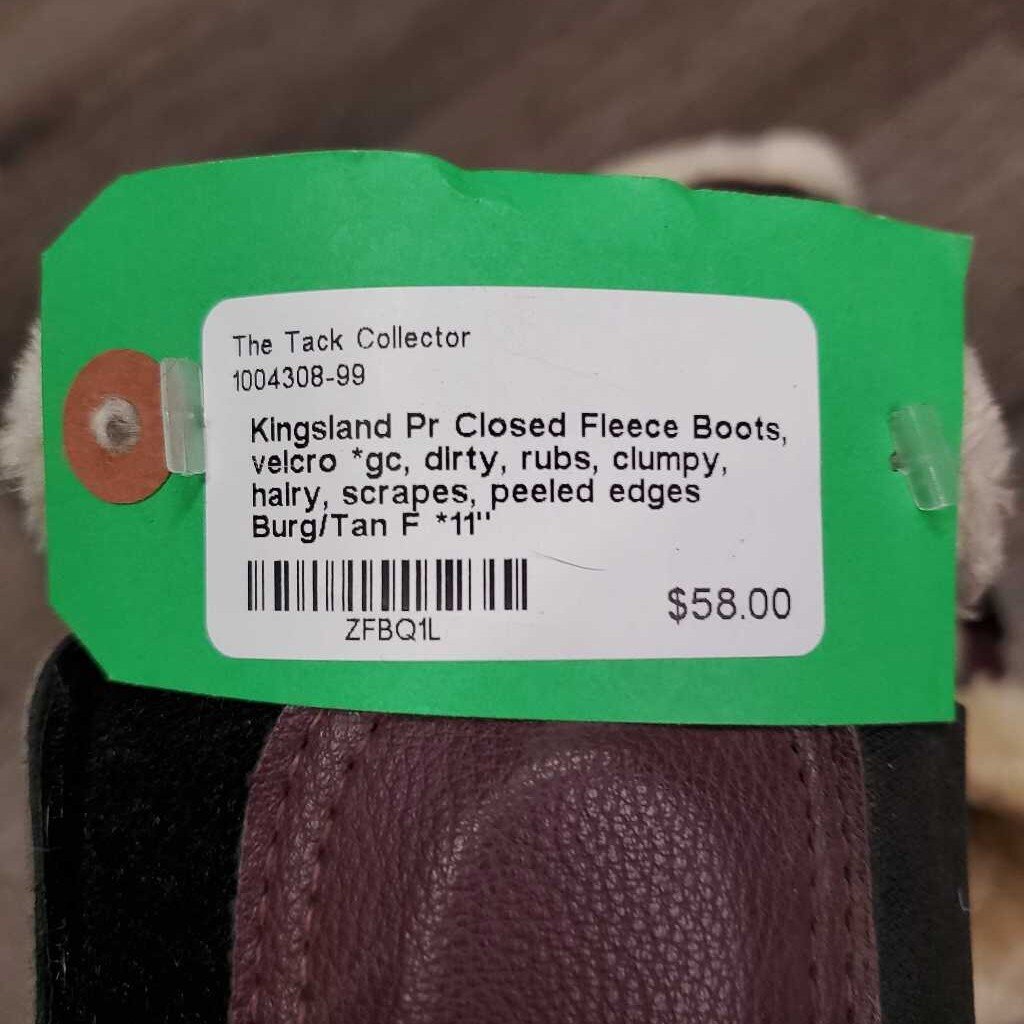 The Tack Collector
1004308-99
Kingsland Pr Closed Fleece Boots,
velcro *gc, dirty, rubs, clumpy,
hairy, scrapes, peeled edges
Burg/Tan F *11"
ZFBQ1L
$58.00